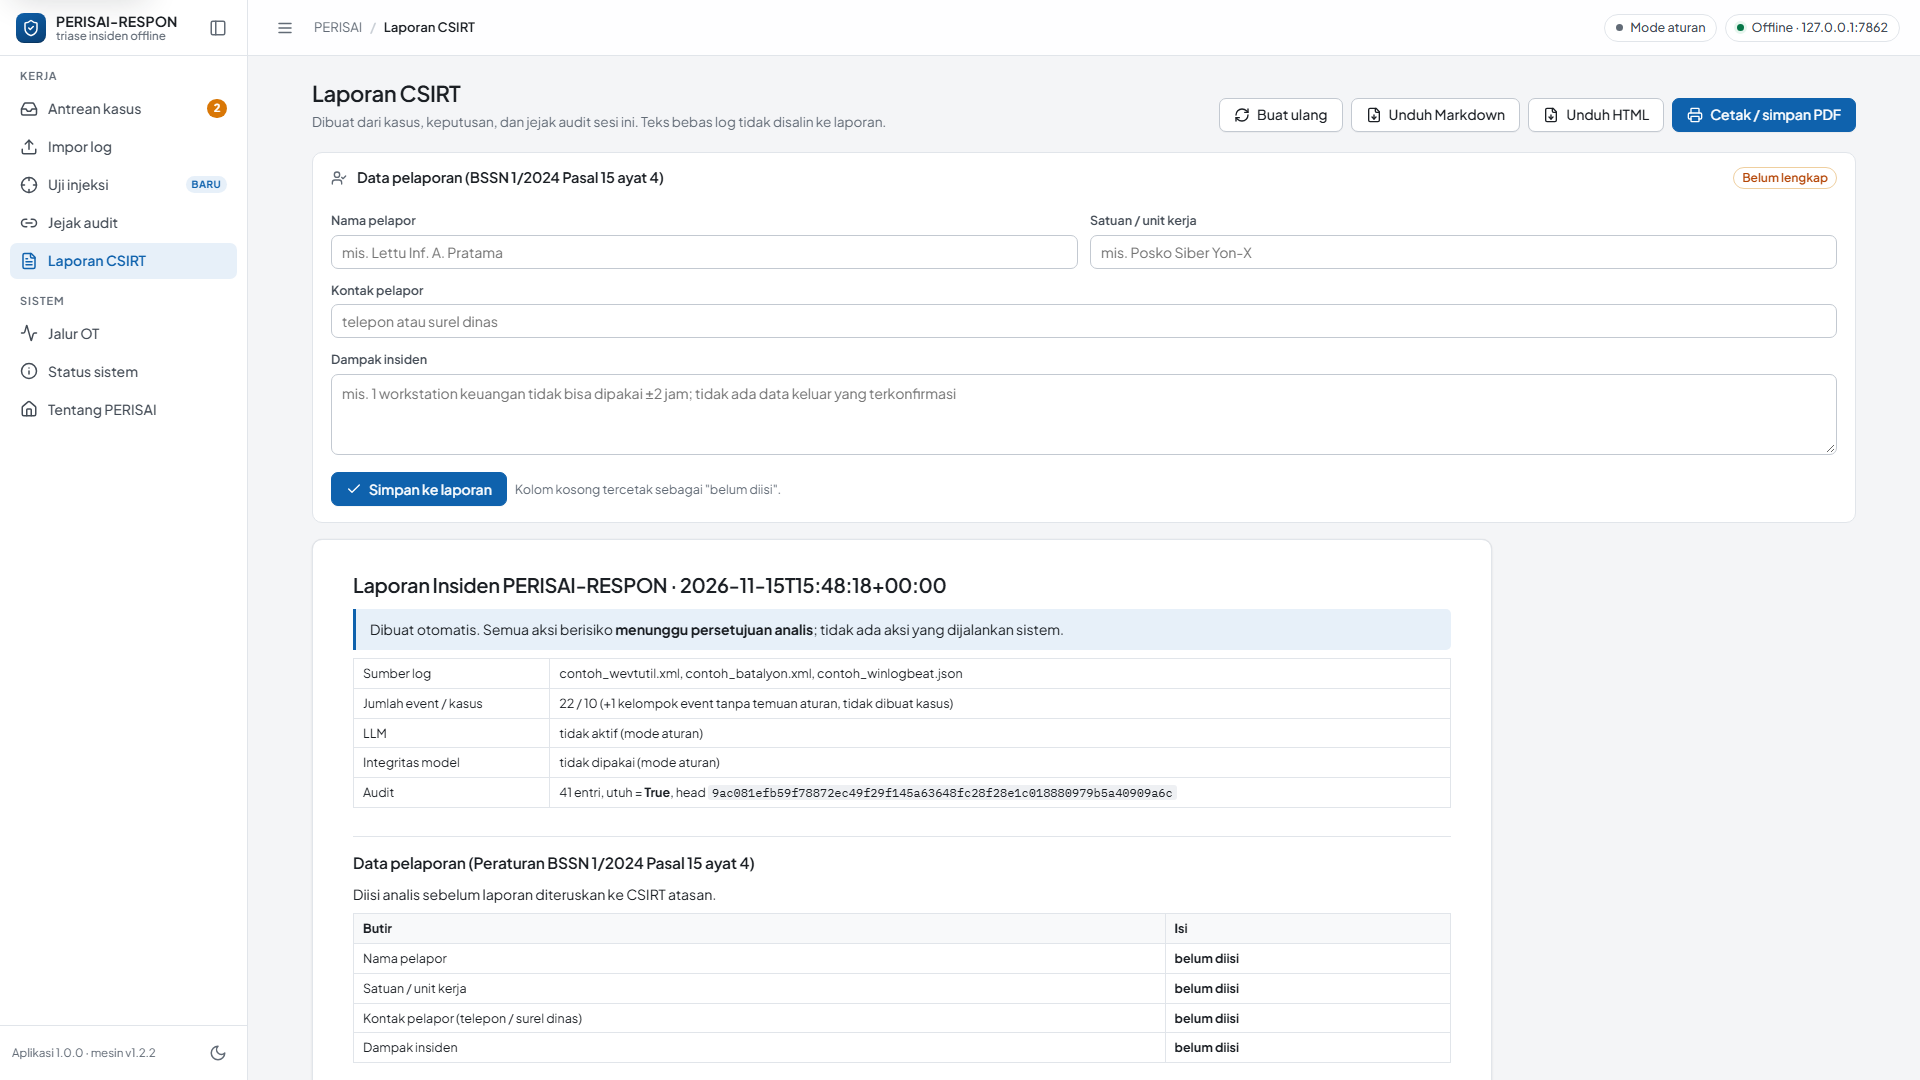 PERISAI-RESPON
triase insiden offline
PERISAI / Laporan CSIRT
Mode aturan
Offline · 127.0.0.1:7862
KERJA
Antrean kasus 2
Impor log
Uji injeksi BARU
Jejak audit
Laporan CSIRT
SISTEM
Jalur OT
Status sistem
Tentang PERISAI
Aplikasi 1.0.0 · mesin v1.2.2
Laporan CSIRT
Dibuat dari kasus, keputusan, dan jejak audit sesi ini. Teks bebas log tidak disalin ke laporan.
Buat ulang
Unduh Markdown
Unduh HTML
Cetak / simpan PDF
Data pelaporan (BSSN 1/2024 Pasal 15 ayat 4)
Belum lengkap
Nama pelapor
mis. Lettu Inf. A. Pratama
Satuan / unit kerja
mis. Posko Siber Yon-X
Kontak pelapor
telepon atau surel dinas
Dampak insiden
mis. 1 workstation keuangan tidak bisa dipakai ±2 jam; tidak ada data keluar yang terkonfirmasi
Simpan ke laporan
Kolom kosong tercetak sebagai "belum diisi".
Laporan Insiden PERISAI-RESPON · 2026-11-15T15:48:18+00:00
Dibuat otomatis. Semua aksi berisiko menunggu persetujuan analis; tidak ada aksi yang dijalankan sistem.
Sumber log contoh_wevtutil.xml, contoh_batalyon.xml, contoh_winlogbeat.json
Jumlah event / kasus 22 / 10 (+1 kelompok event tanpa temuan aturan, tidak dibuat kasus)
LLM tidak aktif (mode aturan)
Integritas model tidak dipakai (mode aturan)
Audit 41 entri, utuh = True, head 9ac081efb59f78872ec49f29f145a63648fc28f28e1c018880979b5a40909a6c
Data pelaporan (Peraturan BSSN 1/2024 Pasal 15 ayat 4)
Diisi analis sebelum laporan diteruskan ke CSIRT atasan.
Butir Isi
Nama pelapor belum diisi
Satuan / unit kerja belum diisi
Kontak pelapor (telepon / surel dinas) belum diisi
Dampak insiden belum diisi